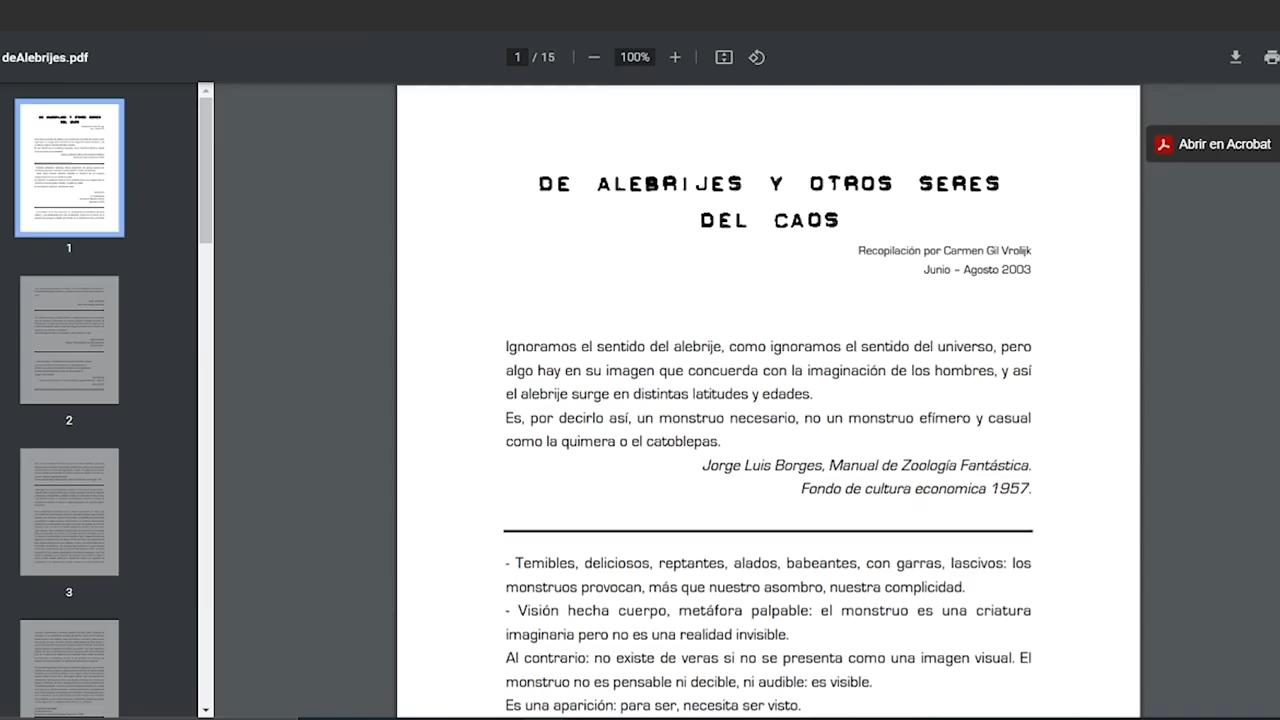 deAlebrijes.pdf
1 / 15
100%
Abrir en Acrobat
1
2
3
DE ALEBRIJES Y OTROS SERES
DEL CAOS
Recopilación por Carmen Gil Vrolijk
Junio – Agosto 2003
Ignoramos el sentido del alebrije, como ignoramos el sentido del universo, pero
algo hay en su imagen que concuerda con la imaginación de los hombres, y así
el alebrije surge en distintas latitudes y edades.
Es, por decirlo así, un monstruo necesario, no un monstruo efímero y casual
como la quimera o el catoblepas.
Jorge Luis Borges, Manual de Zoología Fantástica.
Fondo de cultura economica 1957.
- Temibles, deliciosos, reptantes, alados, babeantes, con garras, lascivos: los
monstruos provocan, más que nuestro asombro, nuestra complicidad.
- Visión hecha cuerpo, metáfora palpable: el monstruo es una criatura
imaginaria pero no es una realidad invisible.
Al contrario: no existe de veras si no se presenta como una imagen visual. El
monstruo no es pensable ni decible, ni audible: es visible.
Es una aparición: para ser, necesita ser visto.